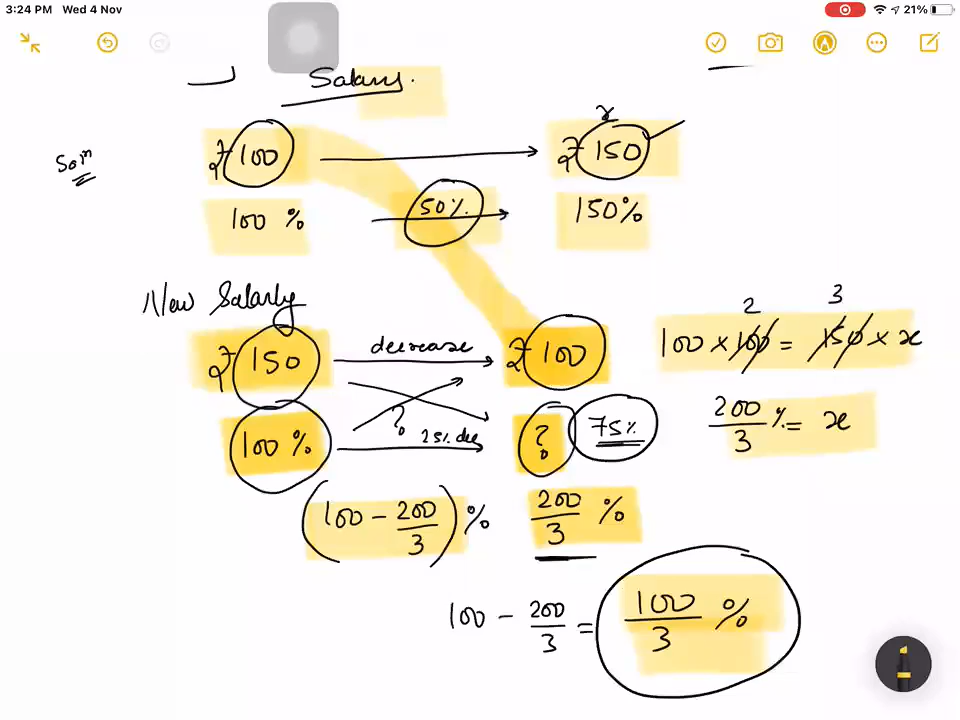 3:24 PM Wed 4 Nov 21%
Salary.
Soln ₹100 ₹150
100 % 50% 150%
New Salarly
2 3
₹150 decrease ₹100 100 × 100 = 150 × x
100 % ? 25% dec ? 75% 200/3 % = x
(100 - 200/3) % 200/3 %
100 - 200/3 = 100/3 %